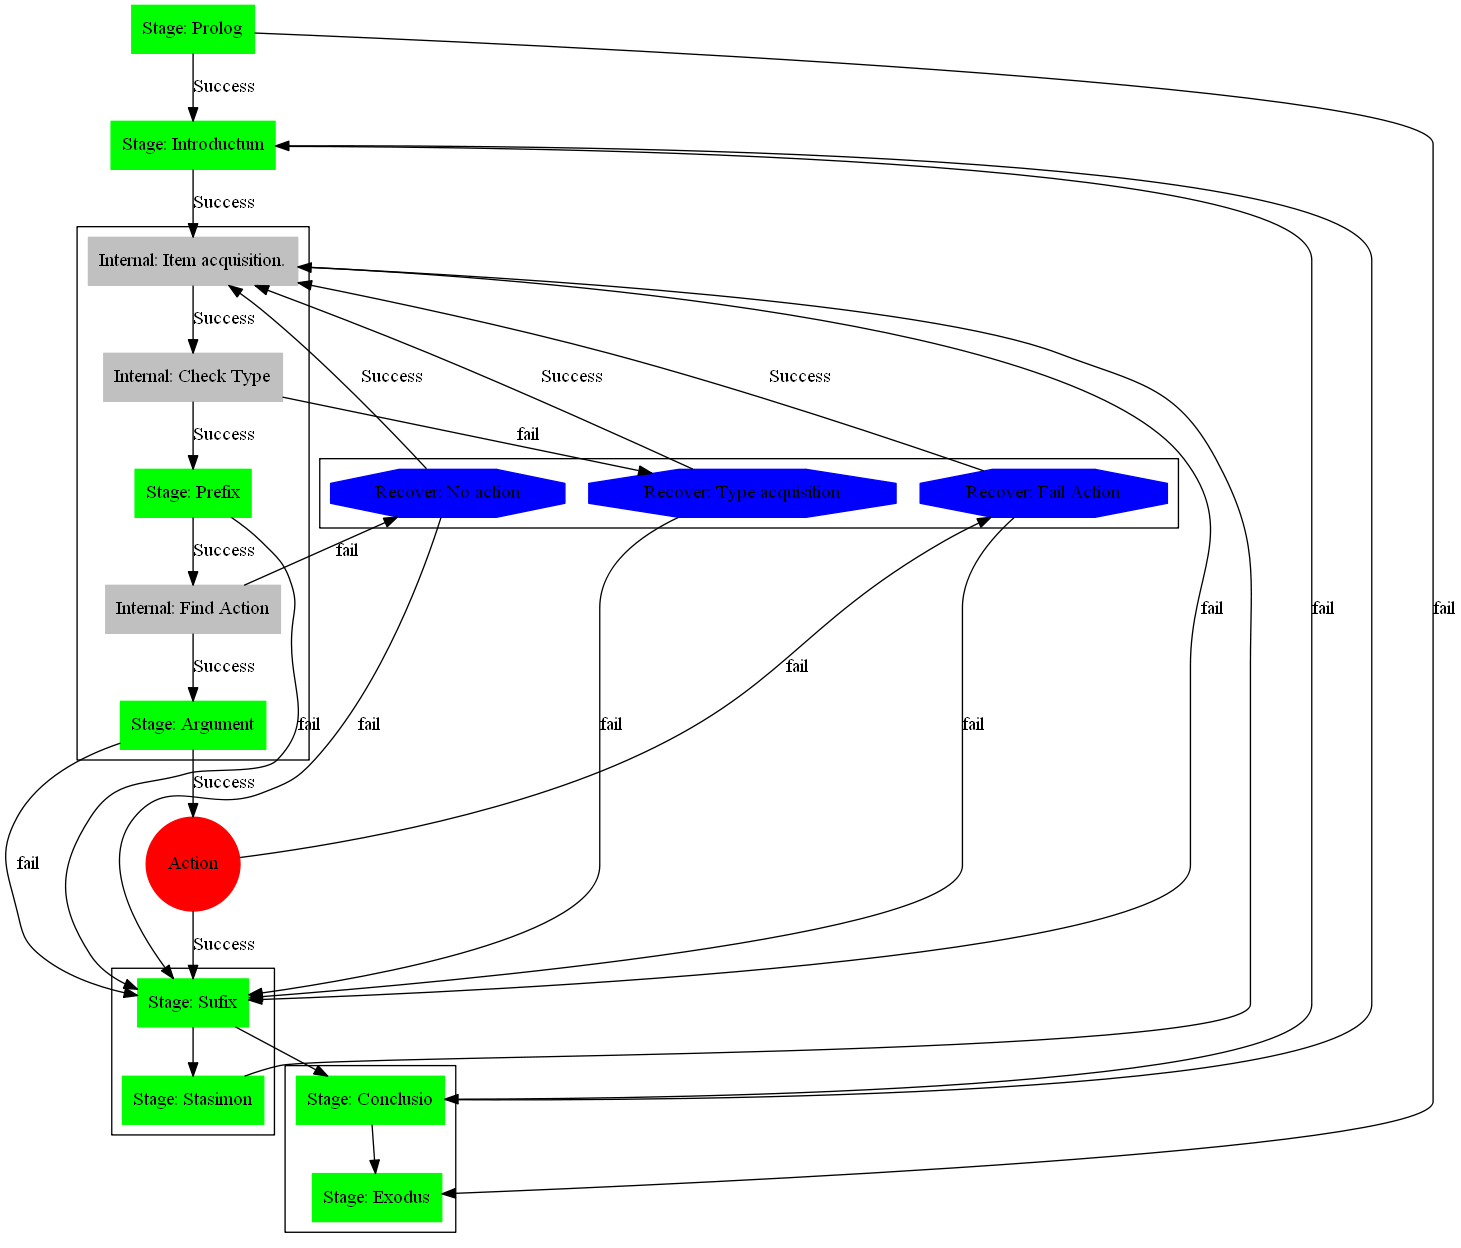 Stage: Prolog
Success
Stage: Introductum
Success
Internal: Item acquisition.
Success
Internal: Check Type
Success
Success
Success
Success
fail
Stage: Prefix
Recover: No action
Recover: Type acquisition
Recover: Fail Action
Success
fail
Internal: Find Action
fail
fail
fail
Success
fail
Stage: Argument
fail
fail
fail
fail
Success
Action
fail
Success
Stage: Sufix
Stage: Stasimon
Stage: Conclusio
Stage: Exodus